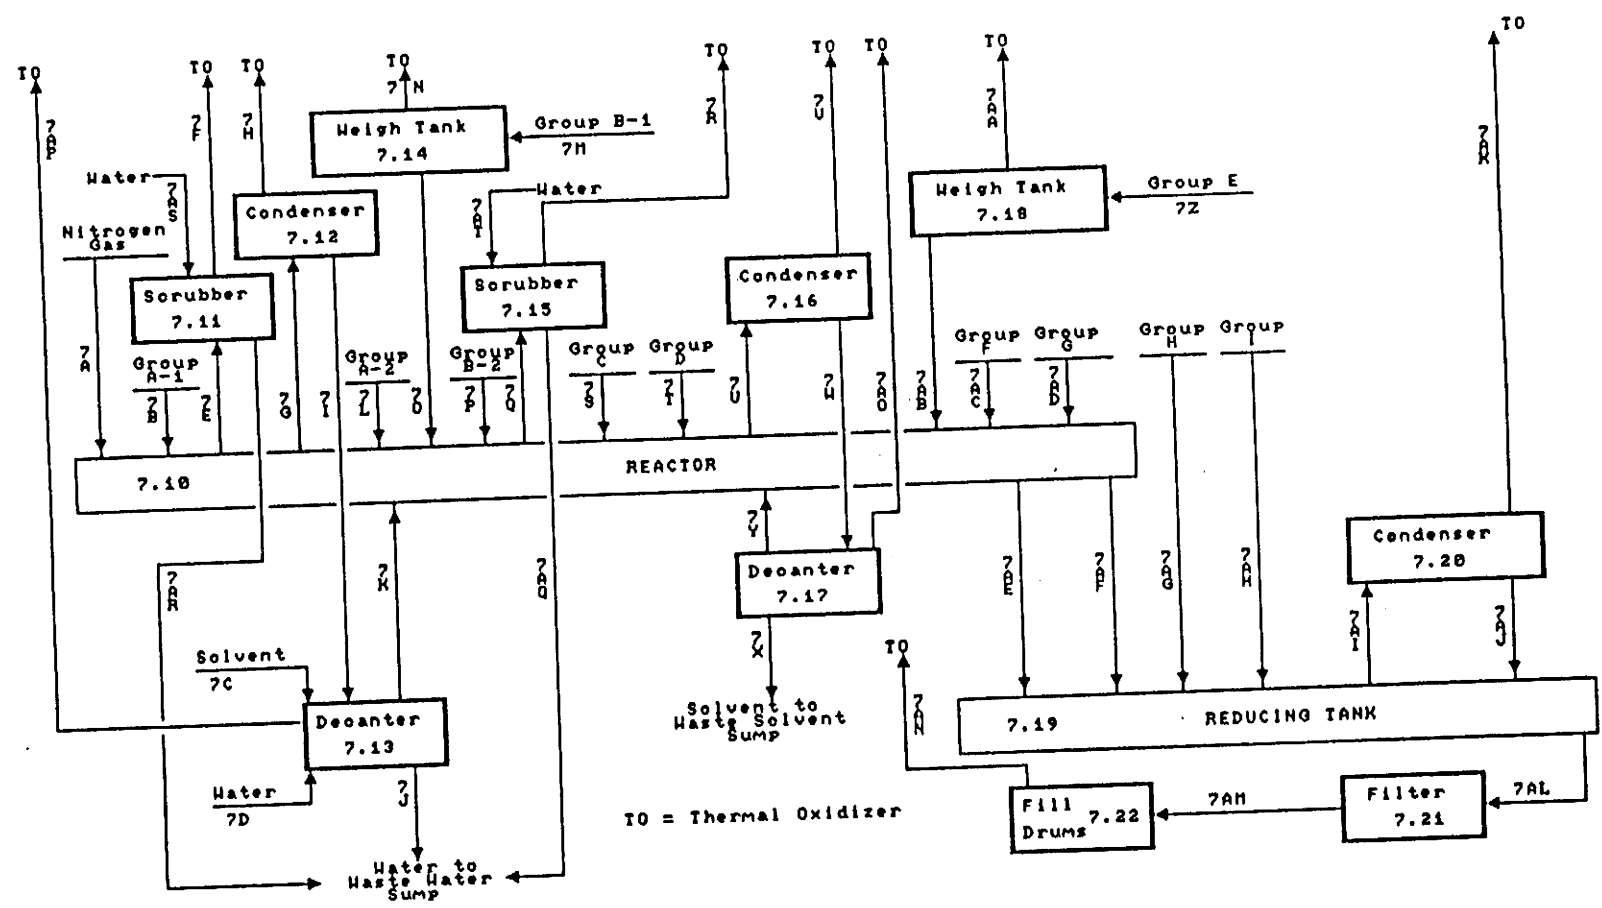 TO
TO
TO
TO
TO
TO
TO
TO
TO
7AP
7F
7H
7 N
7R
7V
7AA
7AK
Weigh Tank
7.14
Group B-1
7M
Water
7AS
Nitrogen
Gas
Condenser
7.12
Water
7AT
Weigh Tank
7.18
Group E
7Z
Scrubber
7.11
Scrubber
7.15
Condenser
7.16
7A
Group
A-1
7B
7E
7G
7I
Group
A-2
7L
7O
Group
B-2
7P
7Q
Group
C
7S
Group
D
7T
7U
7W
7AO
7AB
Group
F
7AC
Group
G
7AD
Group
H
Group
I
7.10
REACTOR
7AR
7K
7AQ
7Y
Decanter
7.17
7X
7AE
7AF
7AG
7AH
Condenser
7.20
7AI
7AJ
Solvent
7C
Decanter
7.13
Water
7D
7J
Solvent to
Waste Solvent
Sump
TO
7AN
7.19
REDUCING TANK
TO = Thermal Oxidizer
Fill
Drums
7.22
7AM
Filter
7.21
7AL
Water to
Waste Water
Sump